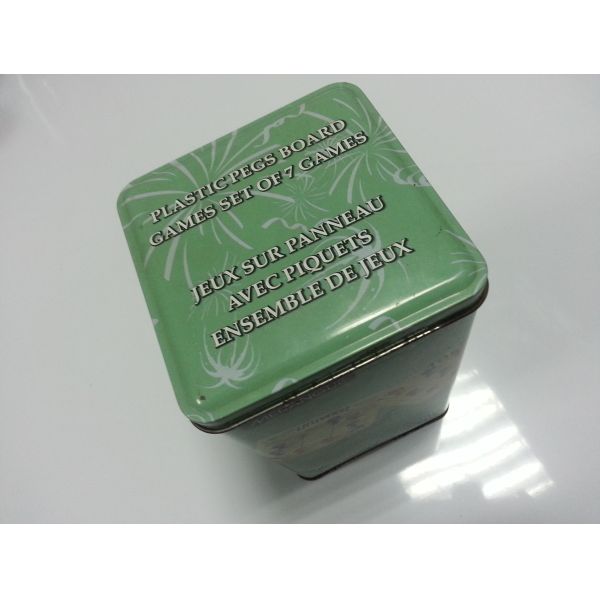 PLASTIC PEGS BOARD
GAMES SET OF 7 GAMES
JEUX SUR PANNEAU
AVEC PIQUETS
ENSEMBLE DE JEUX